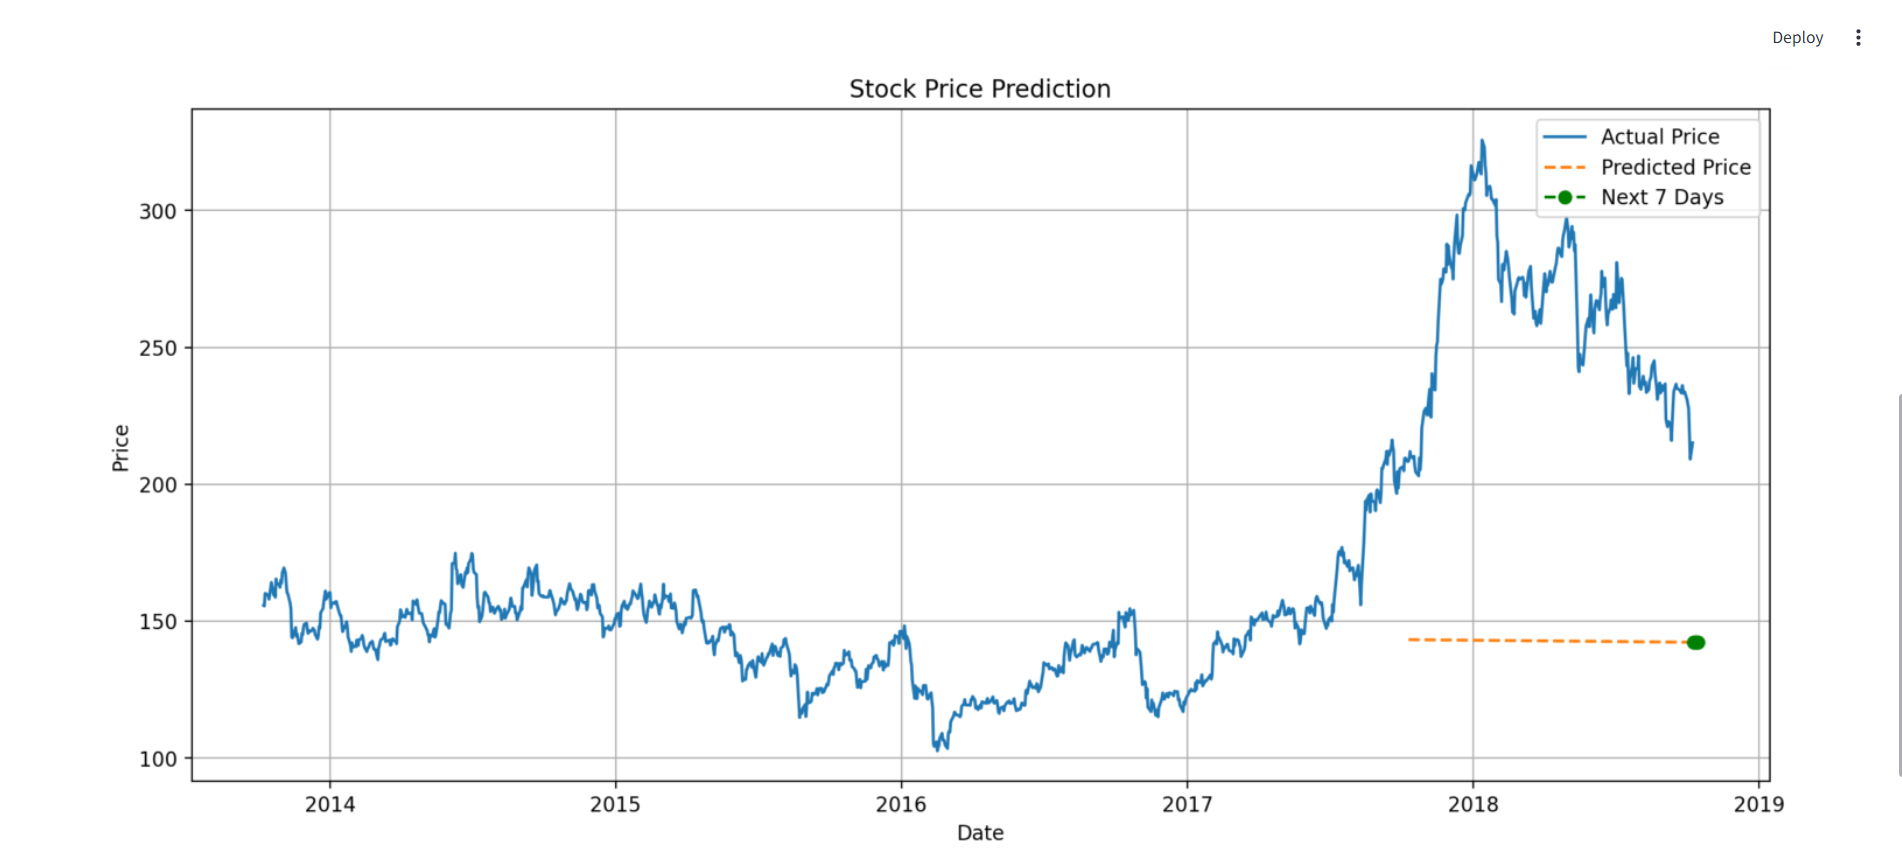 Deploy
Stock Price Prediction
Actual Price
Predicted Price
Next 7 Days
300
250
200
150
100
Price
2014 2015 2016 2017 2018 2019
Date